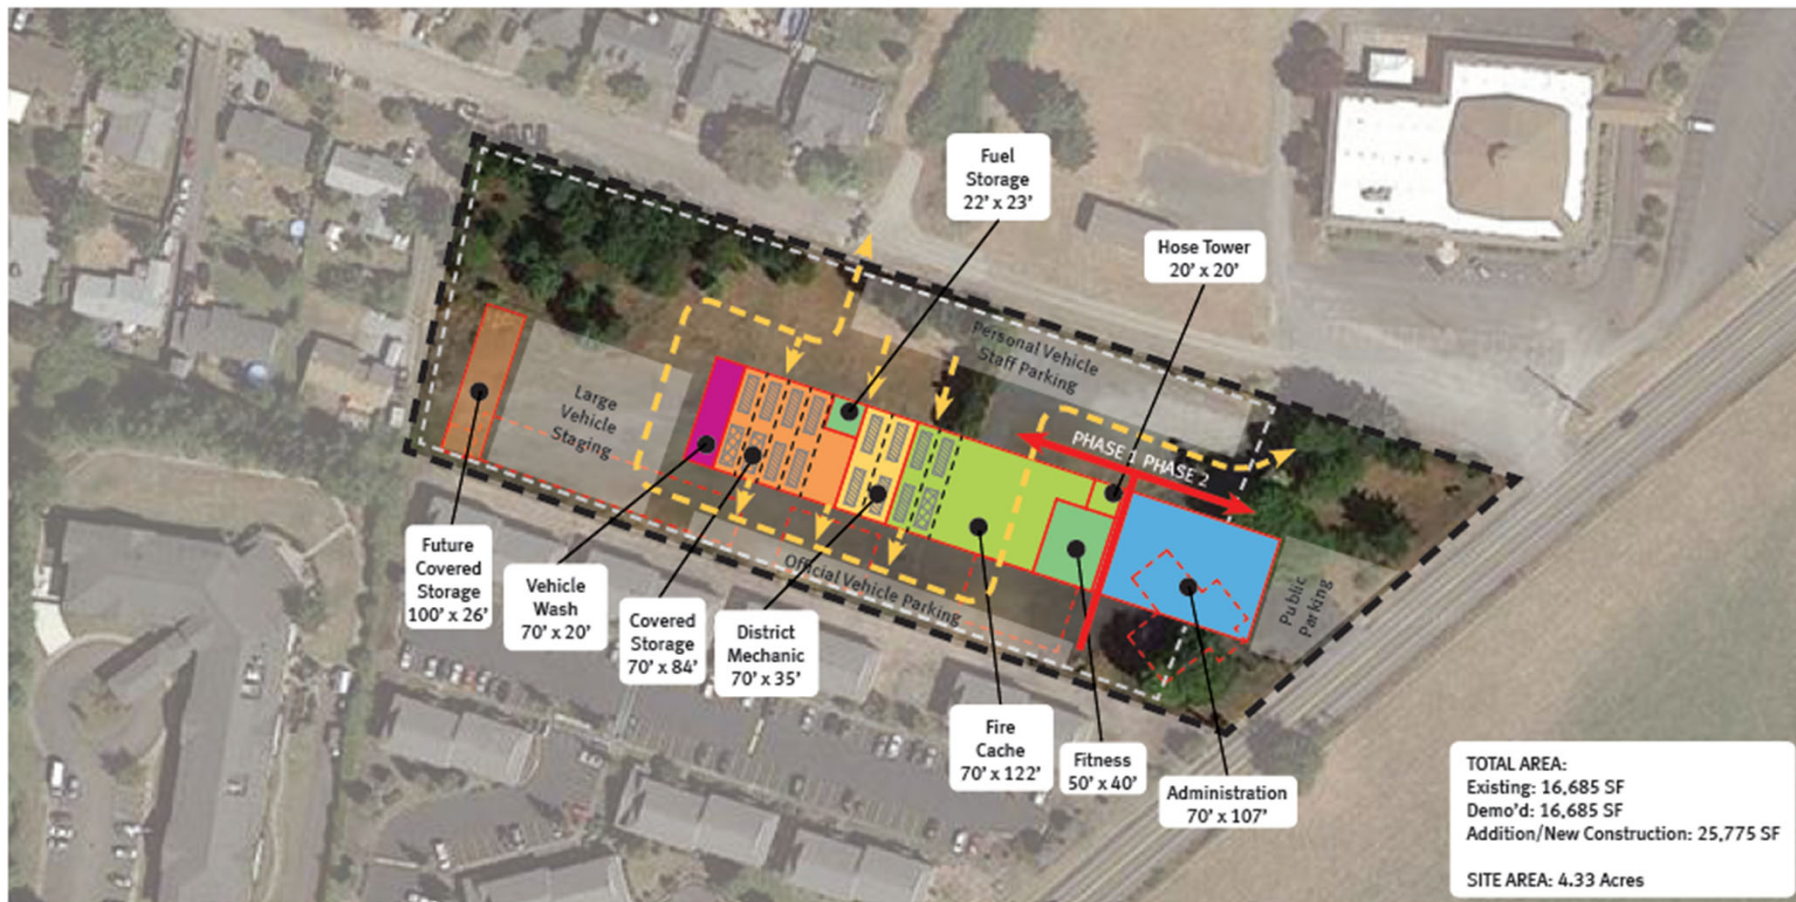 Fuel
Storage
22' x 23'
Hose Tower
20' x 20'
Personal Vehicle
Staff Parking
Large
Vehicle
Staging
PHASE 1 PHASE 2
Official Vehicle Parking
Public
Parking
Future
Covered
Storage
100' x 26'
Vehicle
Wash
70' x 20'
Covered
Storage
70' x 84'
District
Mechanic
70' x 35'
Fire
Cache
70' x 122'
Fitness
50' x 40'
Administration
70' x 107'
TOTAL AREA:
Existing: 16,685 SF
Demo'd: 16,685 SF
Addition/New Construction: 25,775 SF
SITE AREA: 4.33 Acres